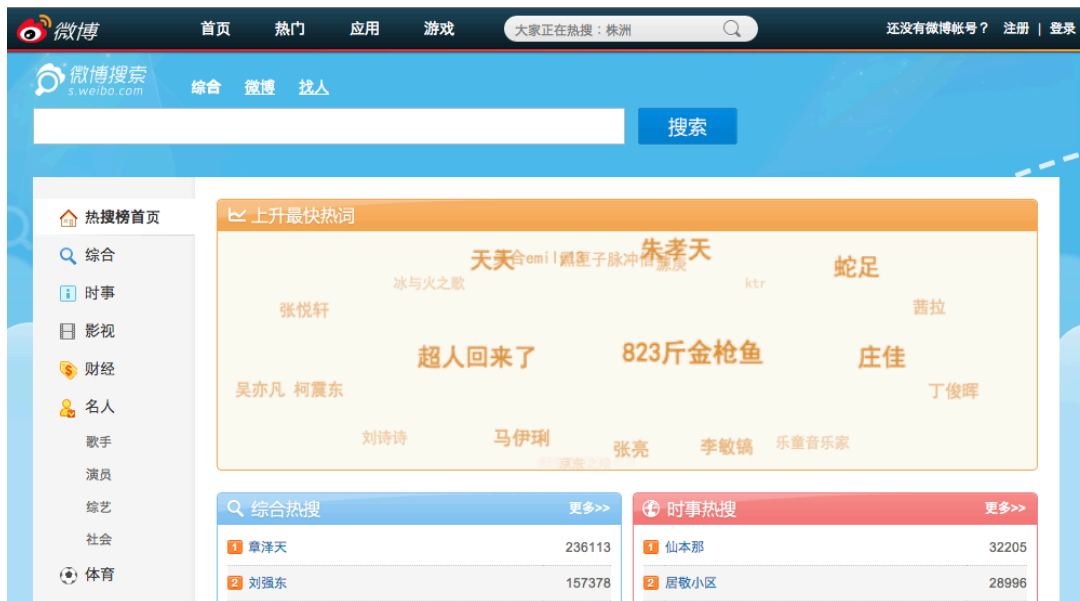 微博 首页 热门 应用 游戏 大家正在热搜：株洲 还没有微博帐号？ 注册 | 登录
微博搜索
s.weibo.com
综合 微博 找人
搜索
热搜榜首页
综合
时事
影视
财经
名人
歌手
演员
综艺
社会
体育
上升最快热词
天天 朱孝天
蛇足
冰与火之歌 ktr
张悦轩 茜拉
超人回来了 823斤金枪鱼 庄佳
吴亦凡 柯震东 丁俊晖
刘诗诗 马伊琍 张亮 李敏镐 乐童音乐家
综合热搜 更多>>
1 章泽天 236113
2 刘强东 157378
时事热搜 更多>>
1 仙本那 32205
2 居敬小区 28996